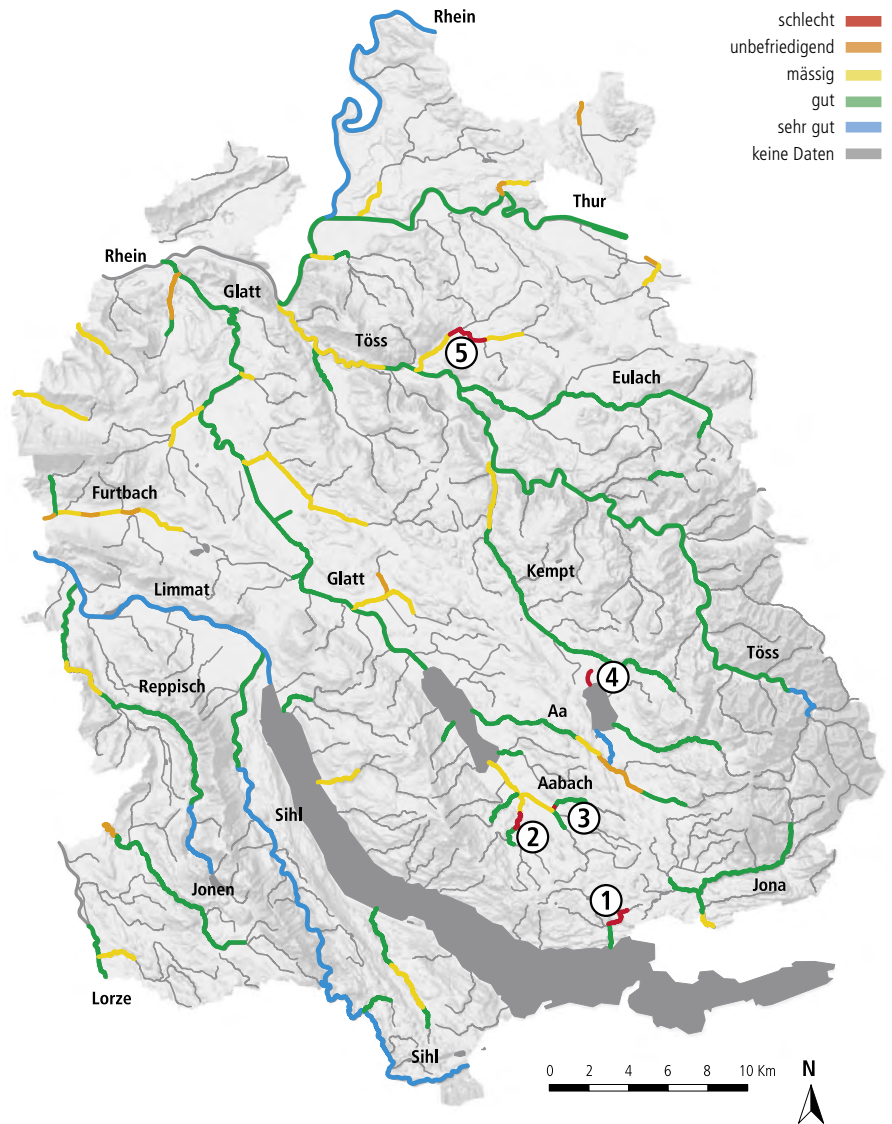 Rhein
schlecht
unbefriedigend
mässig
gut
sehr gut
keine Daten
Thur
Rhein
Glatt
Töss
5
Eulach
Furtbach
Kempt
Limmat
Glatt
Töss
Reppisch
4
Aa
Aabach
Sihl
3
2
Jonen
Jona
1
Lorze
Sihl
0 2 4 6 8 10 Km
N